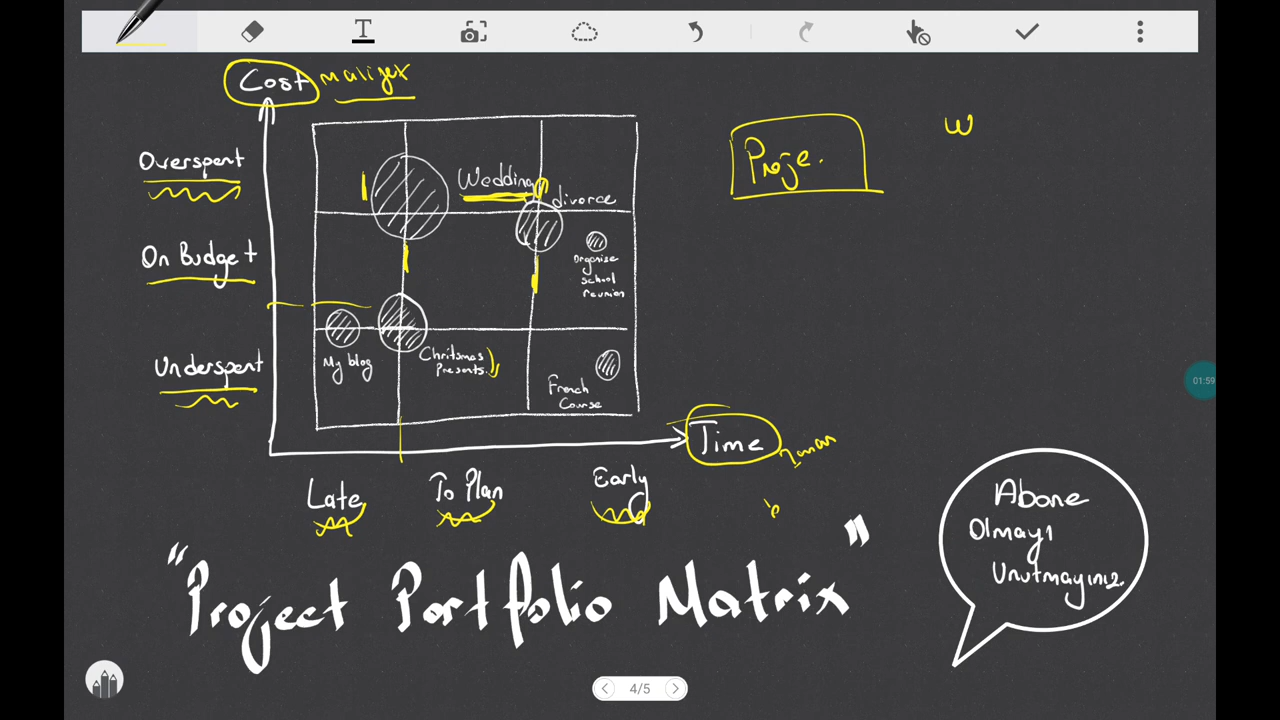 T
Cost maliyet
Overspent
On Budget
Underspent
Wedding
divorce
Organize
school
reunion
My blog
Chritsmas
Presents.
French
Course
Proje.
w
Time zaman
Late
To Plan
Early
"Project Portfolio Matrix"
Abone
Olmayı
Unutmayınız.
01:59
4/5